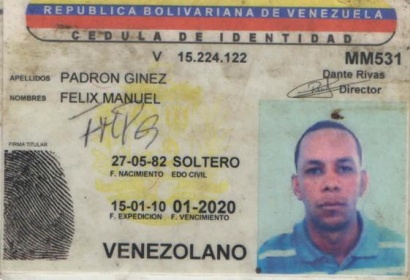 REPUBLICA BOLIVARIANA DE VENEZUELA
CEDULA DE IDENTIDAD
V 15.224.122 MM531
APELLIDOS PADRON GINEZ Dante Rivas
NOMBRES FELIX MANUEL Director
FIRMA TITULAR
27-05-82 SOLTERO
F. NACIMIENTO EDO CIVIL
15-01-10 01-2020
F. EXPEDICION F. VENCIMIENTO
VENEZOLANO